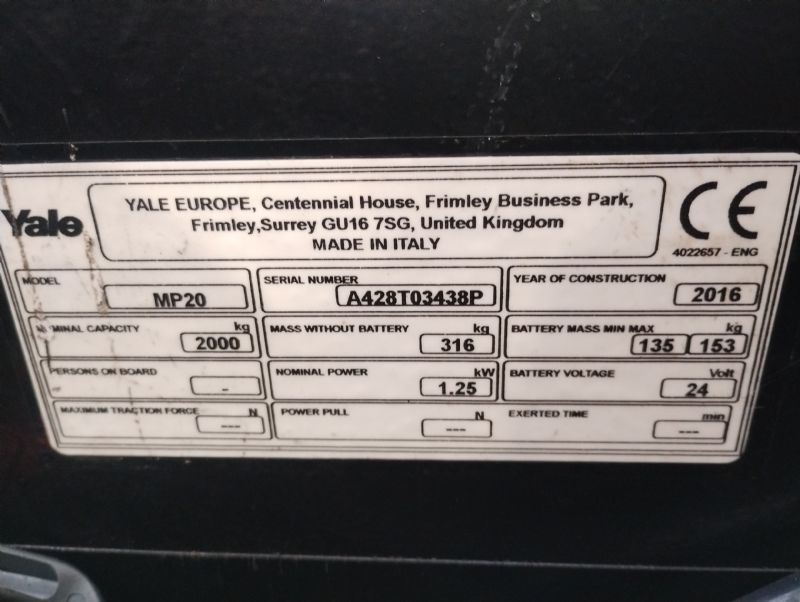 Yale
YALE EUROPE, Centennial House, Frimley Business Park,
Frimley,Surrey GU16 7SG, United Kingdom
MADE IN ITALY
CE
4022657 - ENG
MODEL
MP20
SERIAL NUMBER
A428T03438P
YEAR OF CONSTRUCTION
2016
NOMINAL CAPACITY kg
2000
MASS WITHOUT BATTERY kg
316
BATTERY MASS MIN MAX kg
135 153
PERSONS ON BOARD
-
NOMINAL POWER kW
1.25
BATTERY VOLTAGE Volt
24
MAXIMUM TRACTION FORCE N
---
POWER PULL N
---
EXERTED TIME min
---